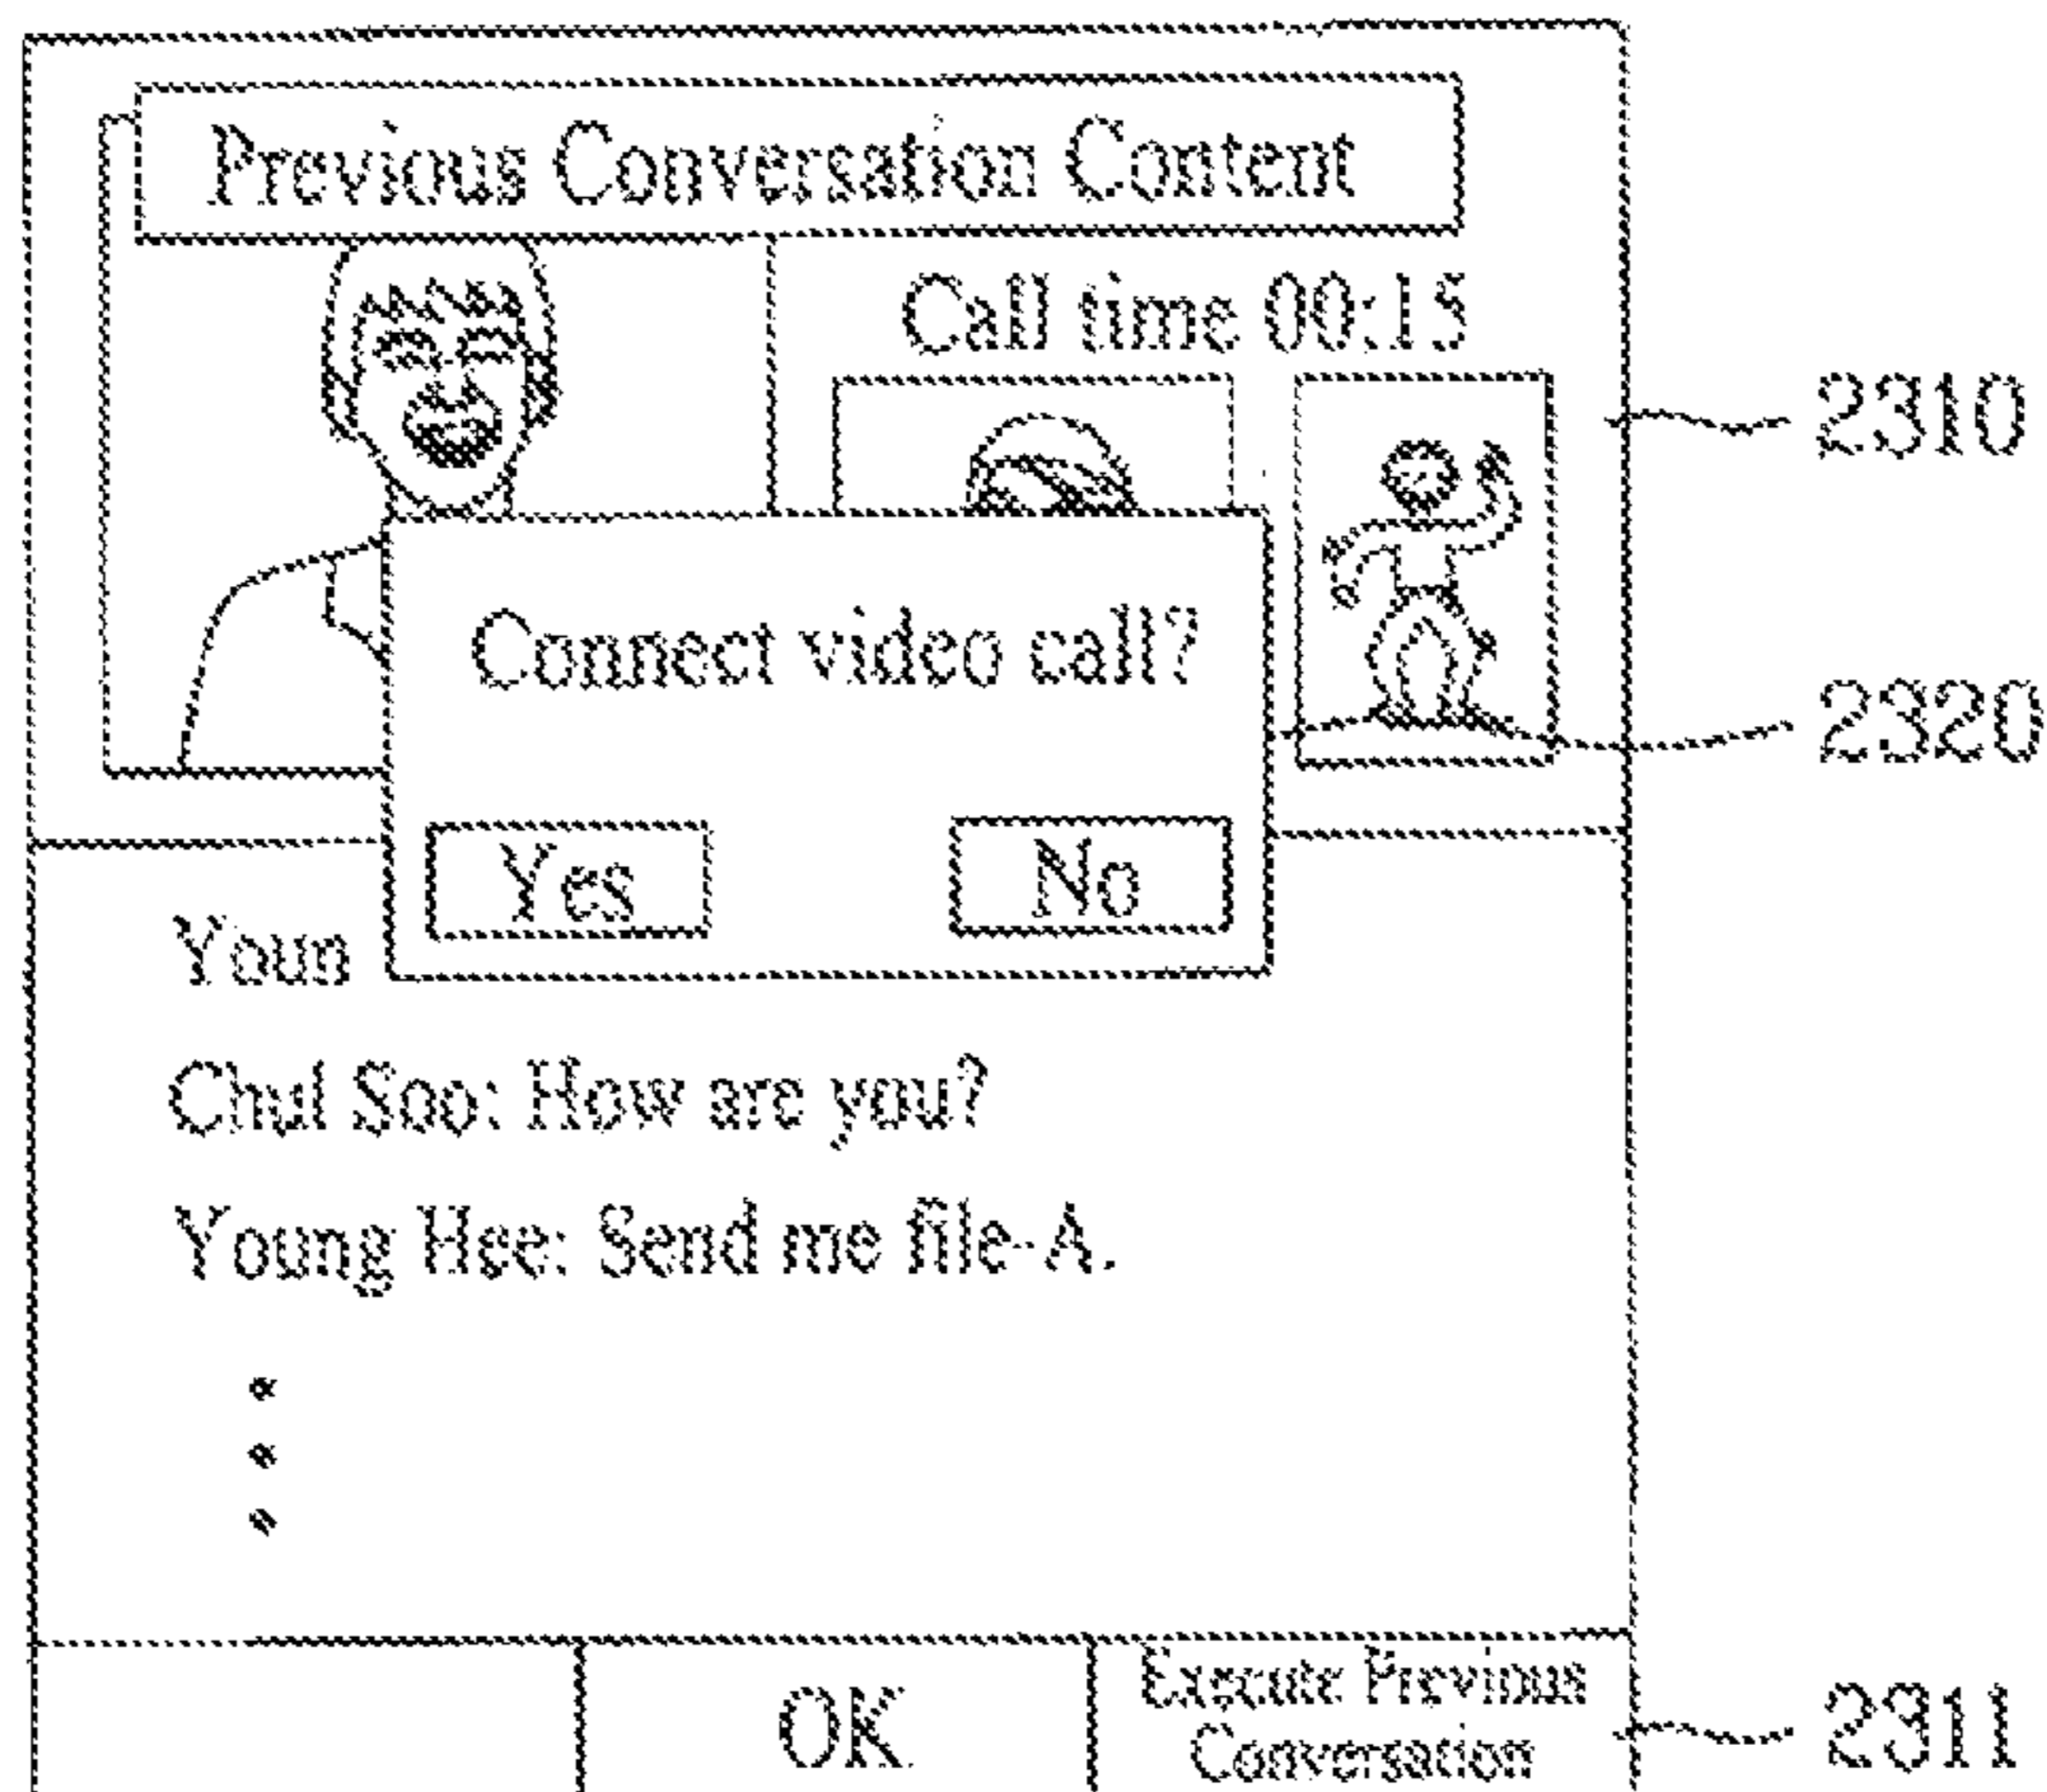 Previous Conversation Content
Call time 00:15
2310
Connect video call?
2320
Yes
No
Youn
Chul Soo: How are you?
Young Hee: Send me file-A.
OK
Execute Previous
Conversation
2311